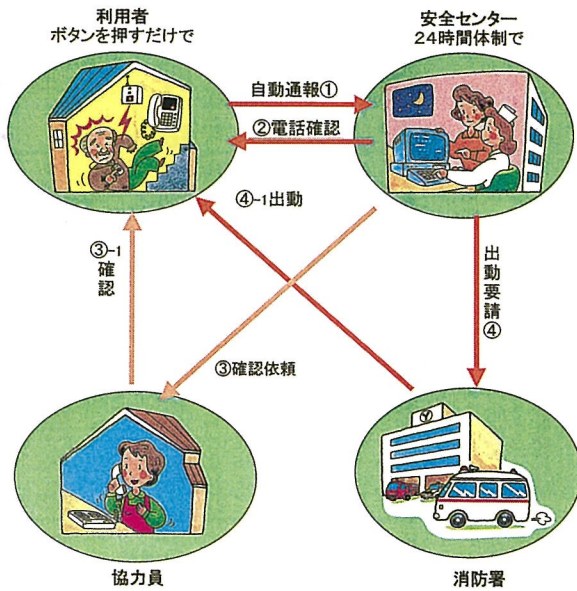 利用者
ボタンを押すだけで
安全センター
24時間体制で
自動通報①
②電話確認
④-1出動
③-1
確認
出動要請④
③確認依頼
協力員
消防署